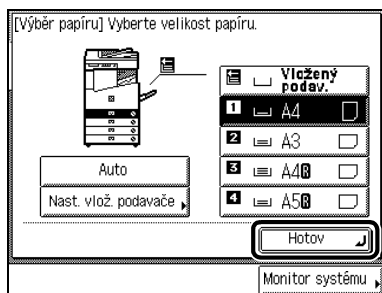 [Výběr papíru] Vyberte velikost papíru.
Vložený
podav.
1 A4
2 A3
3 A4R
4 A5R
Auto
Nast. vlož. podavače
Hotov
Monitor systému